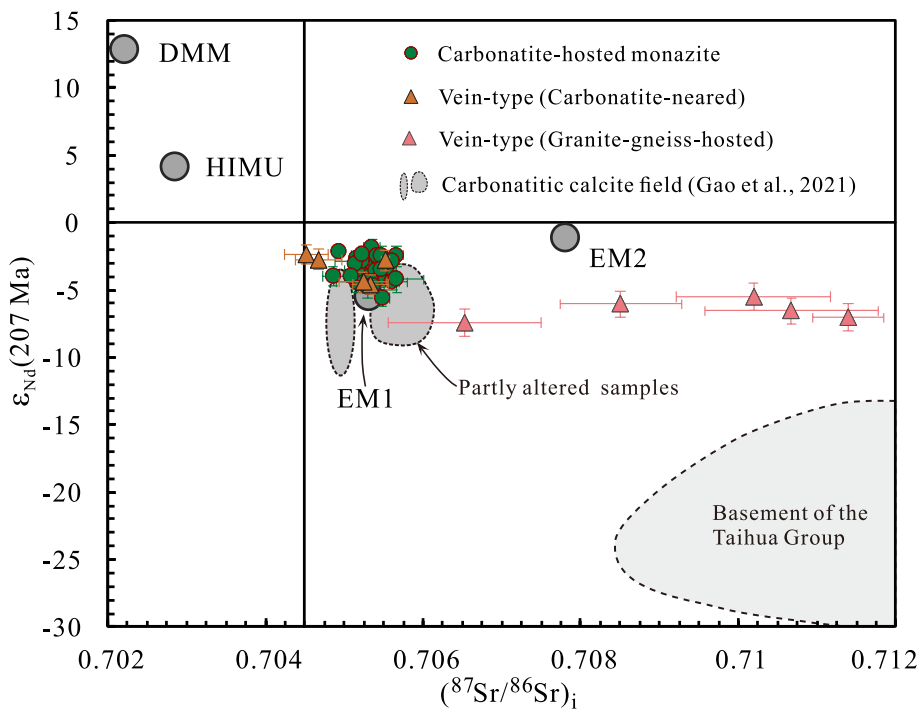 15
10
5
0
-5
-10
-15
-20
-25
-30
εNd(207 Ma)
DMM
HIMU
Carbonatite-hosted monazite
Vein-type (Carbonatite-neared)
Vein-type (Granite-gneiss-hosted)
Carbonatitic calcite field (Gao et al., 2021)
EM2
EM1
Partly altered samples
Basement of the
Taihua Group
0.702 0.704 0.706 0.708 0.71 0.712
(⁸⁷Sr/⁸⁶Sr)i